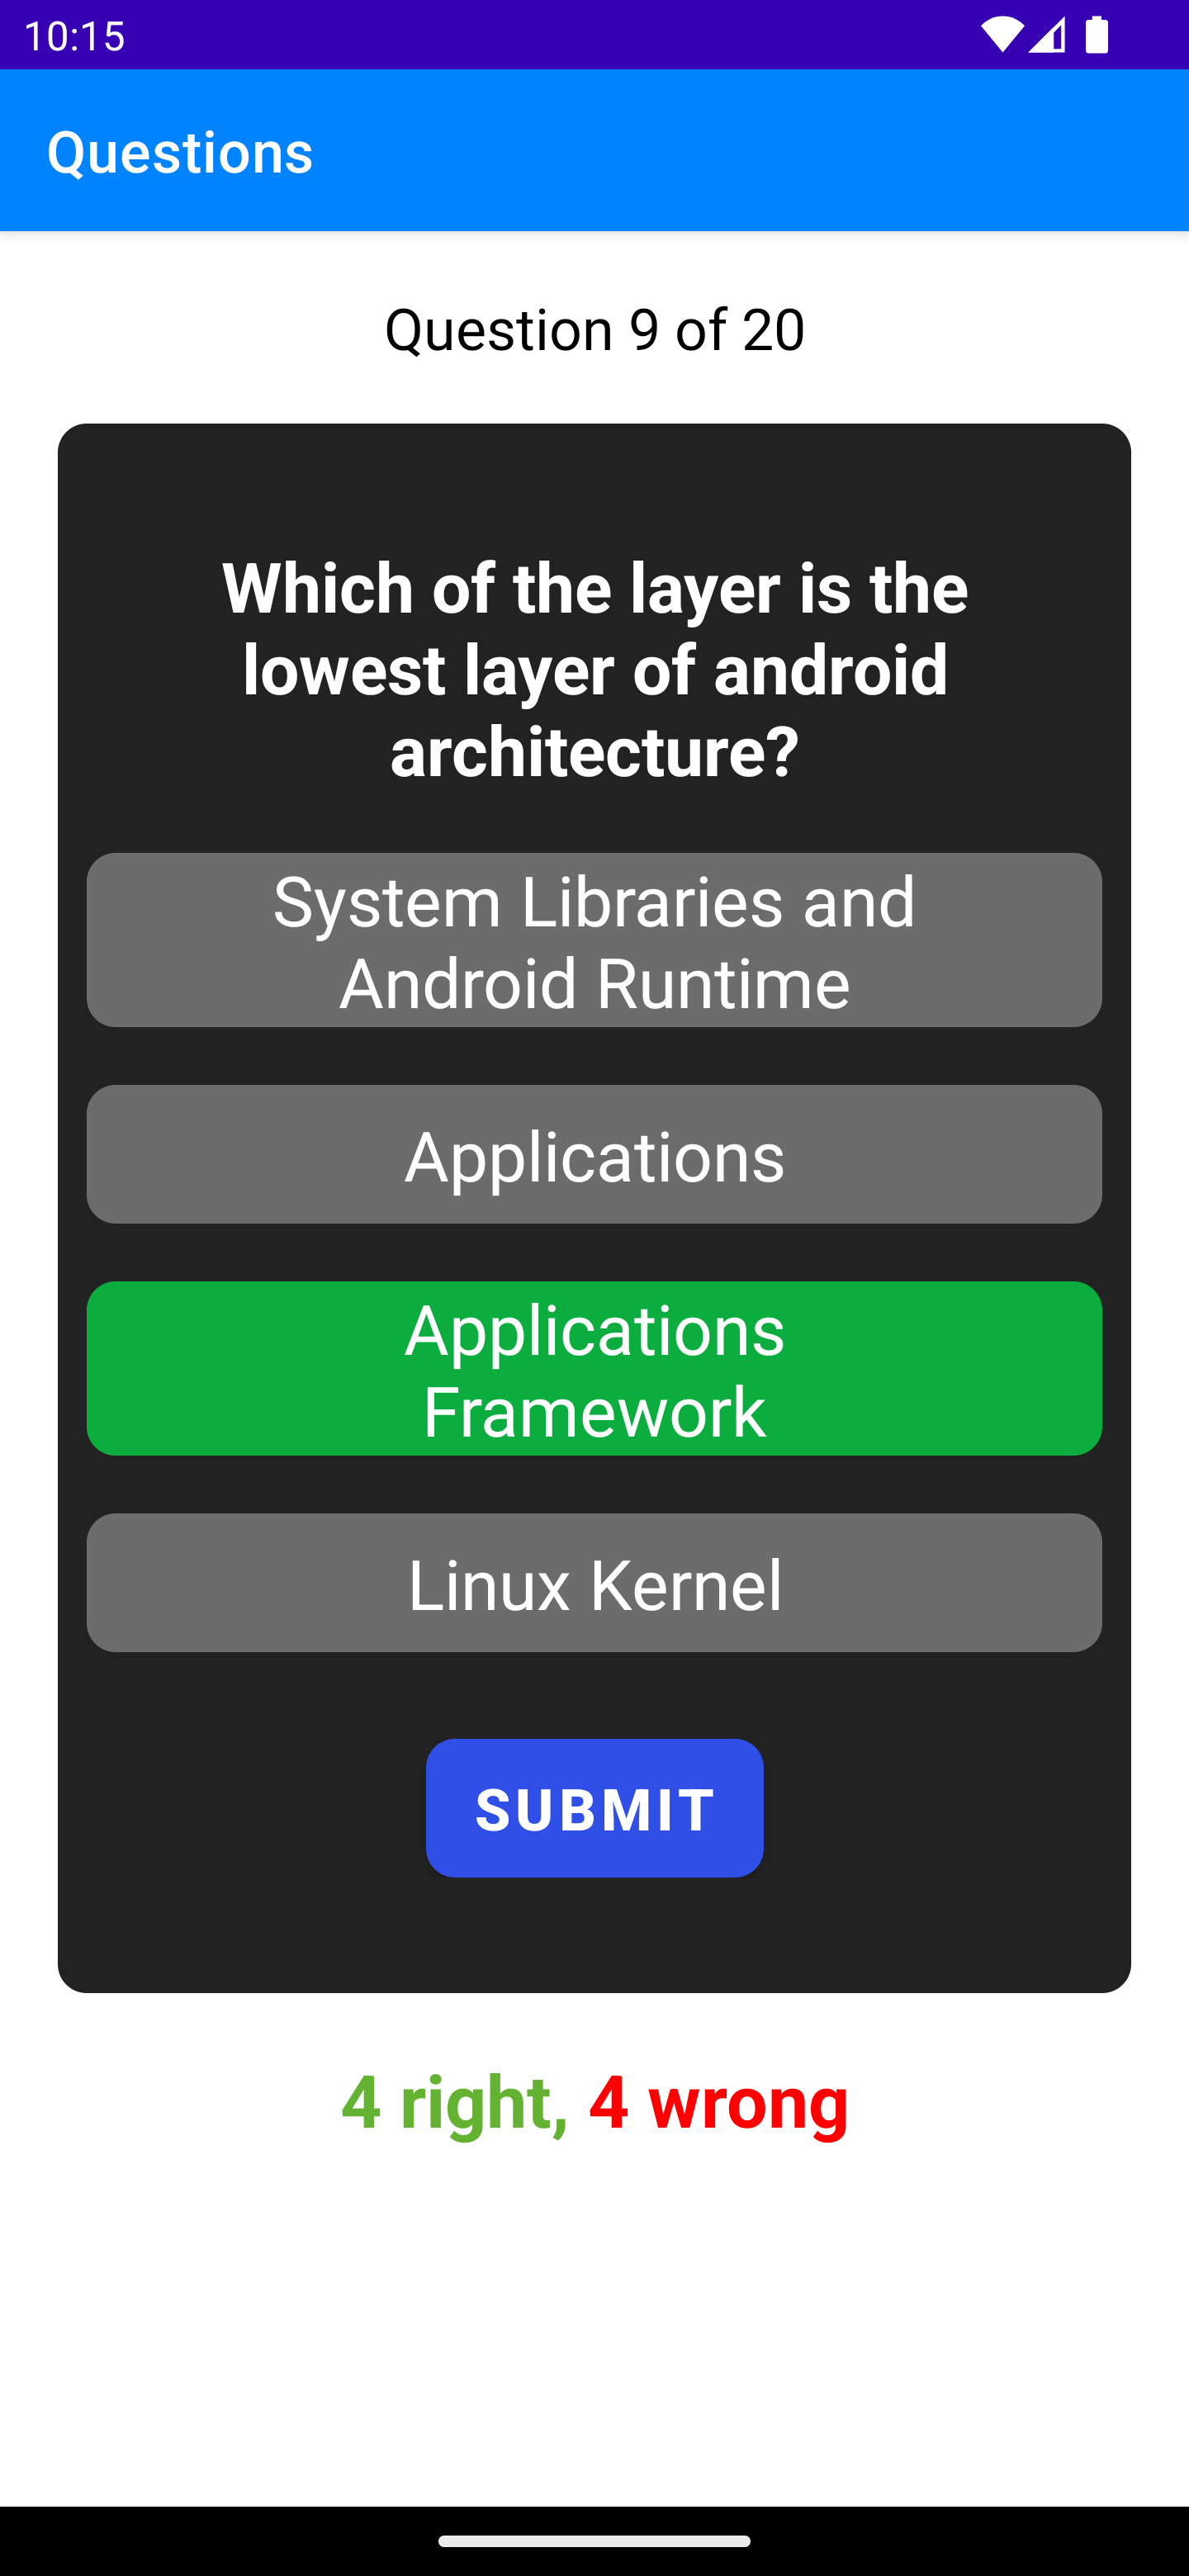 10:15
Questions
Question 9 of 20
Which of the layer is the
lowest layer of android
architecture?
System Libraries and
Android Runtime
Applications
Applications
Framework
Linux Kernel
SUBMIT
4 right, 4 wrong